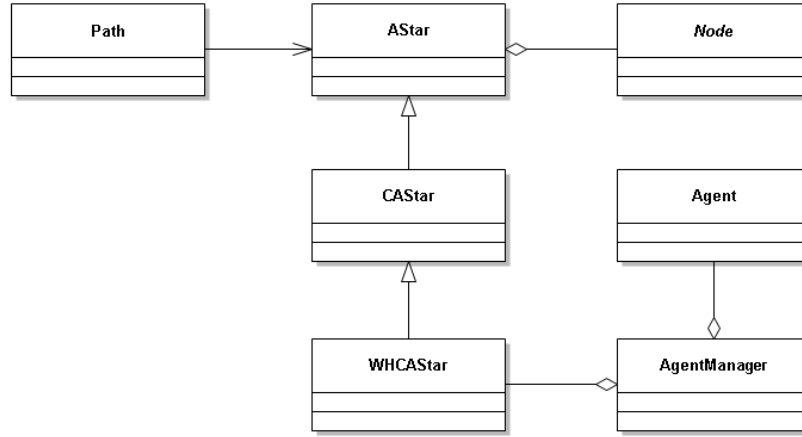 Path
AStar
Node
CAStar
Agent
WHCAStar
AgentManager